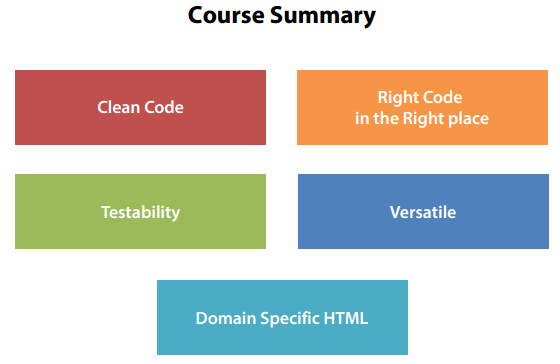 Course Summary
Clean Code
Right Code
in the Right place
Testability
Versatile
Domain Specific HTML